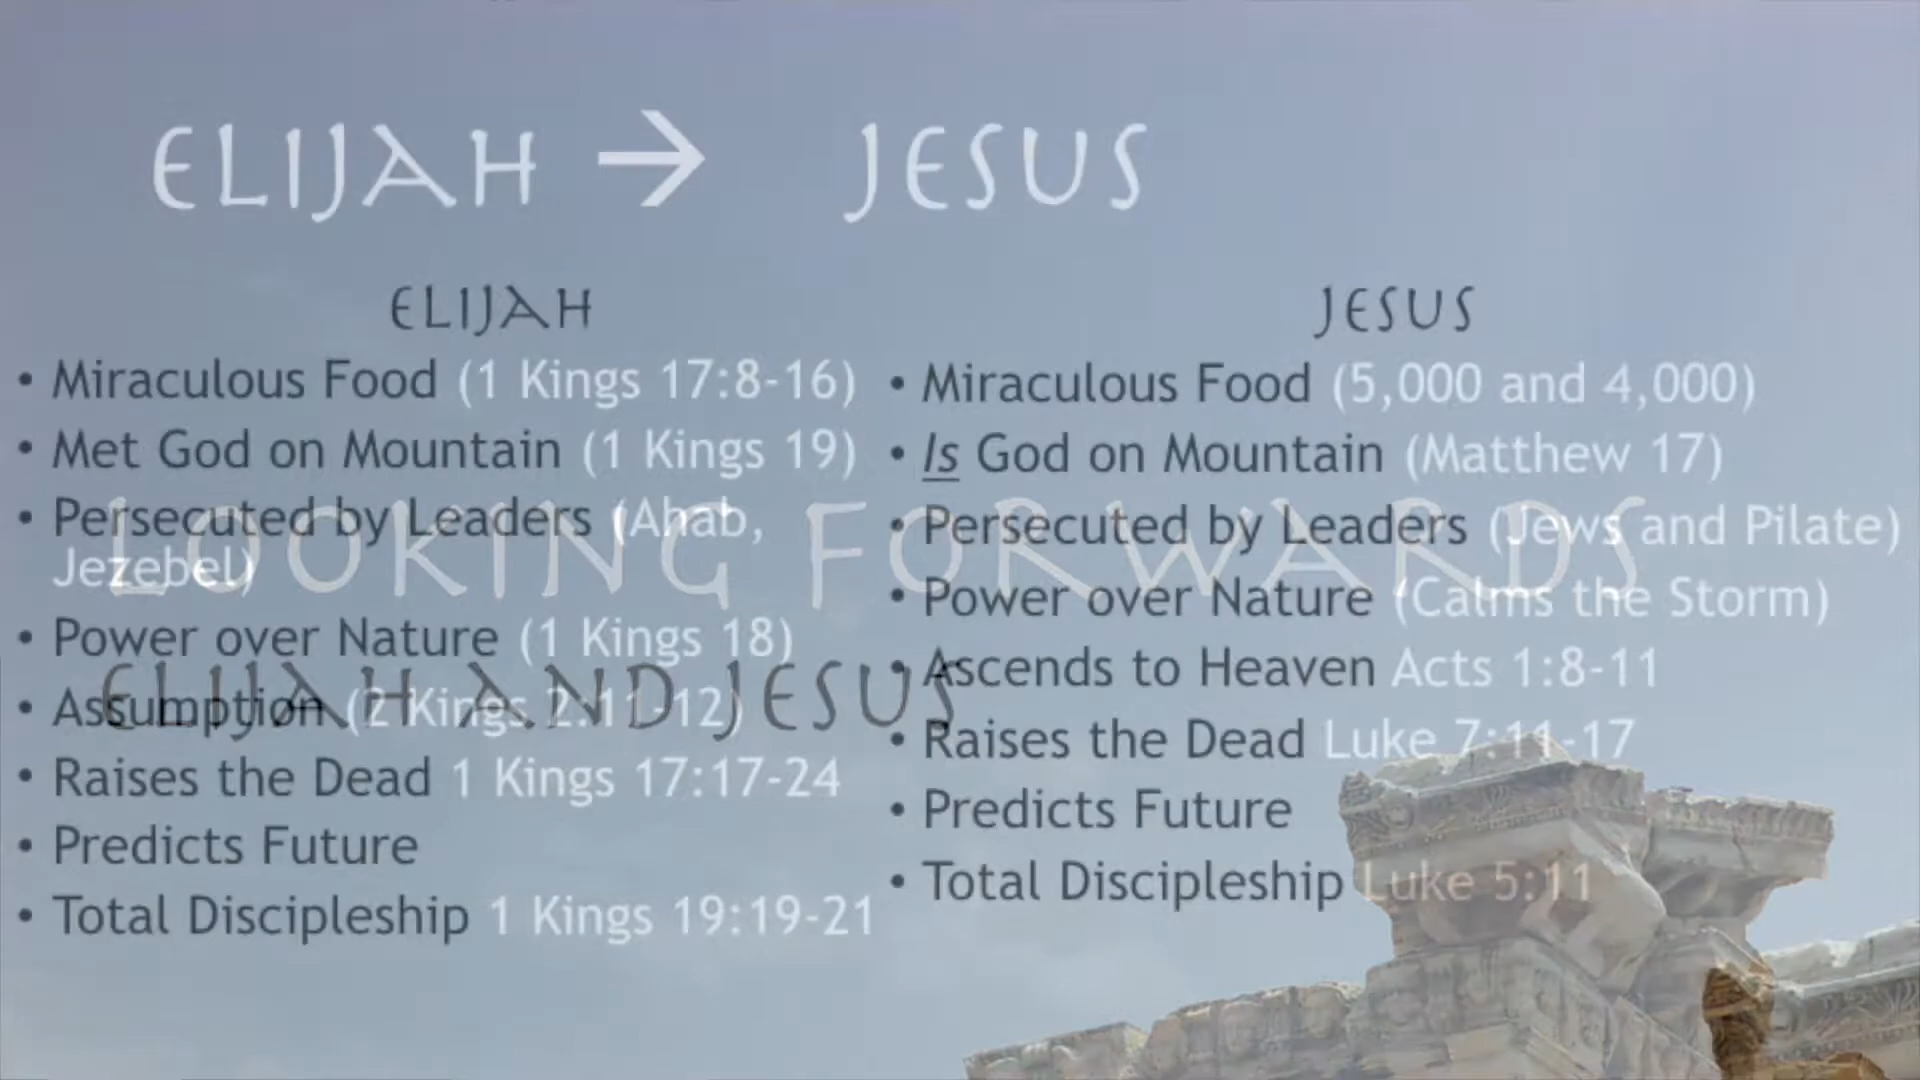 ELIJAH → JESUS
ELIJAH
• Miraculous Food (1 Kings 17:8-16)
• Met God on Mountain (1 Kings 19)
• Persecuted by Leaders (Ahab,
Jezebel)
• Power over Nature (1 Kings 18)
• Assumption (2 Kings 2.11-12)
• Raises the Dead 1 Kings 17:17-24
• Predicts Future
• Total Discipleship 1 Kings 19:19-21
JESUS
• Miraculous Food (5,000 and 4,000)
• Is God on Mountain (Matthew 17)
• Persecuted by Leaders (Jews and Pilate)
• Power over Nature (Calms the Storm)
• Ascends to Heaven Acts 1:8-11
• Raises the Dead Luke 7:11-17
• Predicts Future
• Total Discipleship Luke 5:11
LOOKING FORWARDS
ELIJAH AND JESUS